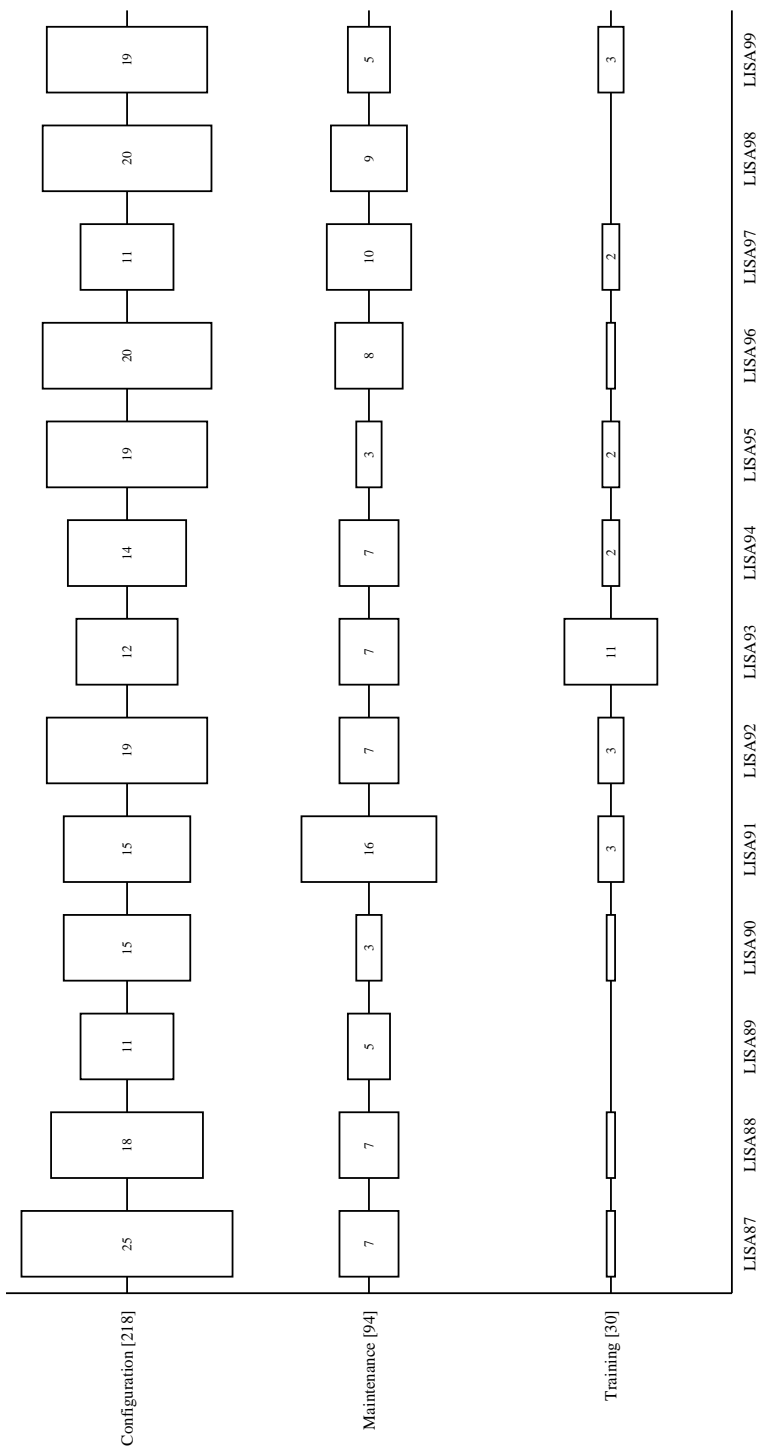 Configuration [218]
25
18
11
15
15
19
12
14
19
20
11
20
19
Maintenance [94]
7
7
5
3
16
7
7
7
3
8
10
9
5
Training [30]
3
3
11
2
2
2
3
LISA87
LISA88
LISA89
LISA90
LISA91
LISA92
LISA93
LISA94
LISA95
LISA96
LISA97
LISA98
LISA99